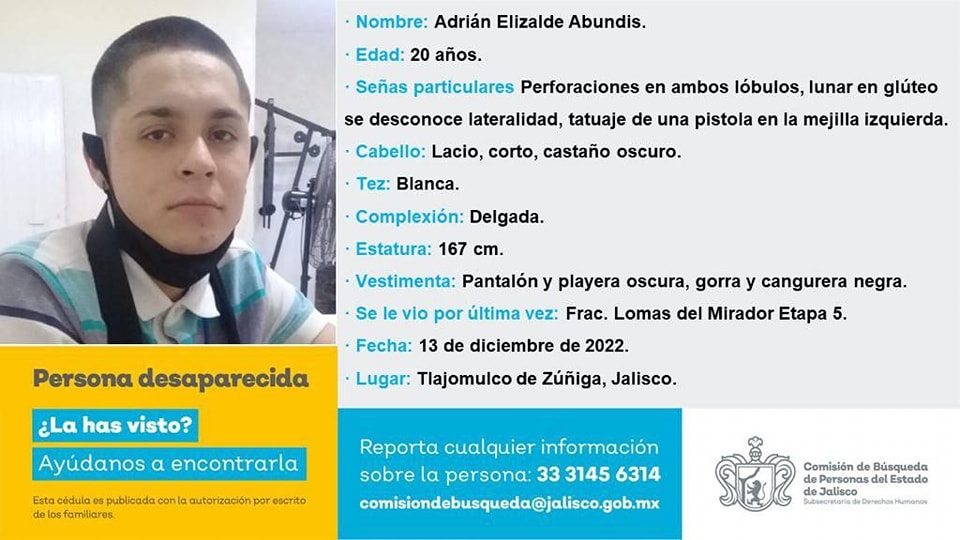 · Nombre: Adrián Elizalde Abundis.
· Edad: 20 años.
· Señas particulares Perforaciones en ambos lóbulos, lunar en glúteo
se desconoce lateralidad, tatuaje de una pistola en la mejilla izquierda.
· Cabello: Lacio, corto, castaño oscuro.
· Tez: Blanca.
· Complexión: Delgada.
· Estatura: 167 cm.
· Vestimenta: Pantalón y playera oscura, gorra y cangurera negra.
· Se le vio por última vez: Frac. Lomas del Mirador Etapa 5.
· Fecha: 13 de diciembre de 2022.
· Lugar: Tlajomulco de Zúñiga, Jalisco.
Persona desaparecida
¿La has visto?
Ayúdanos a encontrarla
Esta cédula es publicada con la autorización por escrito
de los familiares.
Reporta cualquier información
sobre la persona: 33 3145 6314
comisiondebusqueda@jalisco.gob.mx
Comisión de Búsqueda
de Personas del Estado
de Jalisco
Subsecretaría de Derechos Humanos